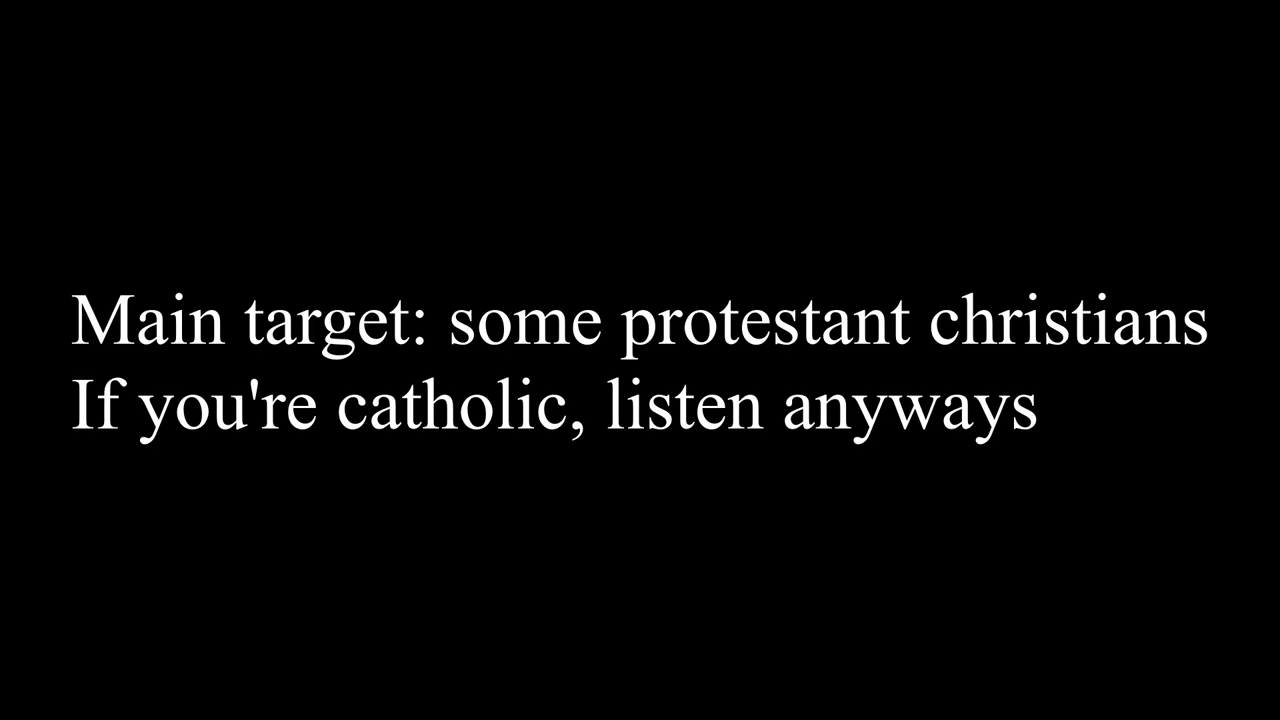 Main target: some protestant christians
If you're catholic, listen anyways